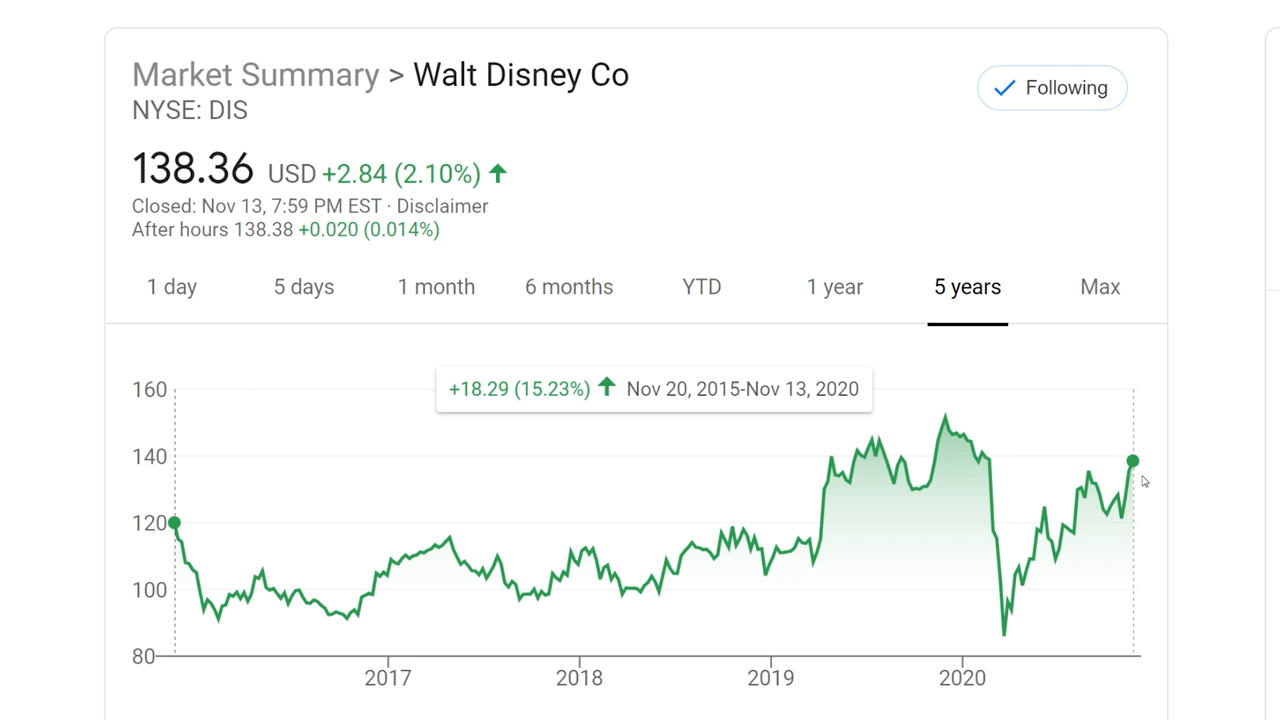 Market Summary > Walt Disney Co
NYSE: DIS
Following
138.36 USD +2.84 (2.10%)
Closed: Nov 13, 7:59 PM EST · Disclaimer
After hours 138.38 +0.020 (0.014%)
1 day 5 days 1 month 6 months YTD 1 year 5 years Max
+18.29 (15.23%) Nov 20, 2015-Nov 13, 2020
160
140
120
100
80
2017 2018 2019 2020